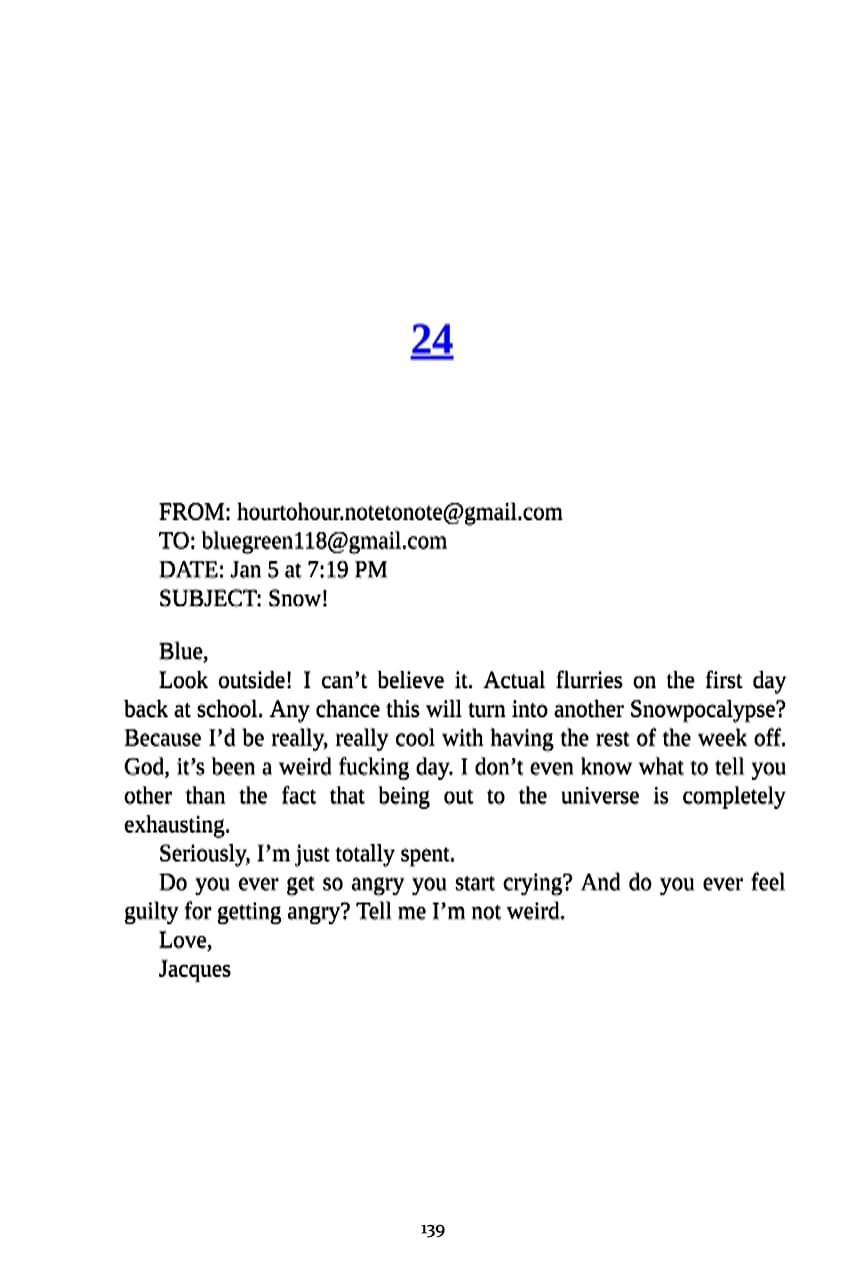 24
FROM: hourtohour.notetonote@gmail.com
TO: bluegreen118@gmail.com
DATE: Jan 5 at 7:19 PM
SUBJECT: Snow!
Blue,
Look outside! I can’t believe it. Actual flurries on the first day
back at school. Any chance this will turn into another Snowpocalypse?
Because I’d be really, really cool with having the rest of the week off.
God, it’s been a weird fucking day. I don’t even know what to tell you
other than the fact that being out to the universe is completely
exhausting.
Seriously, I’m just totally spent.
Do you ever get so angry you start crying? And do you ever feel
guilty for getting angry? Tell me I’m not weird.
Love,
Jacques
139